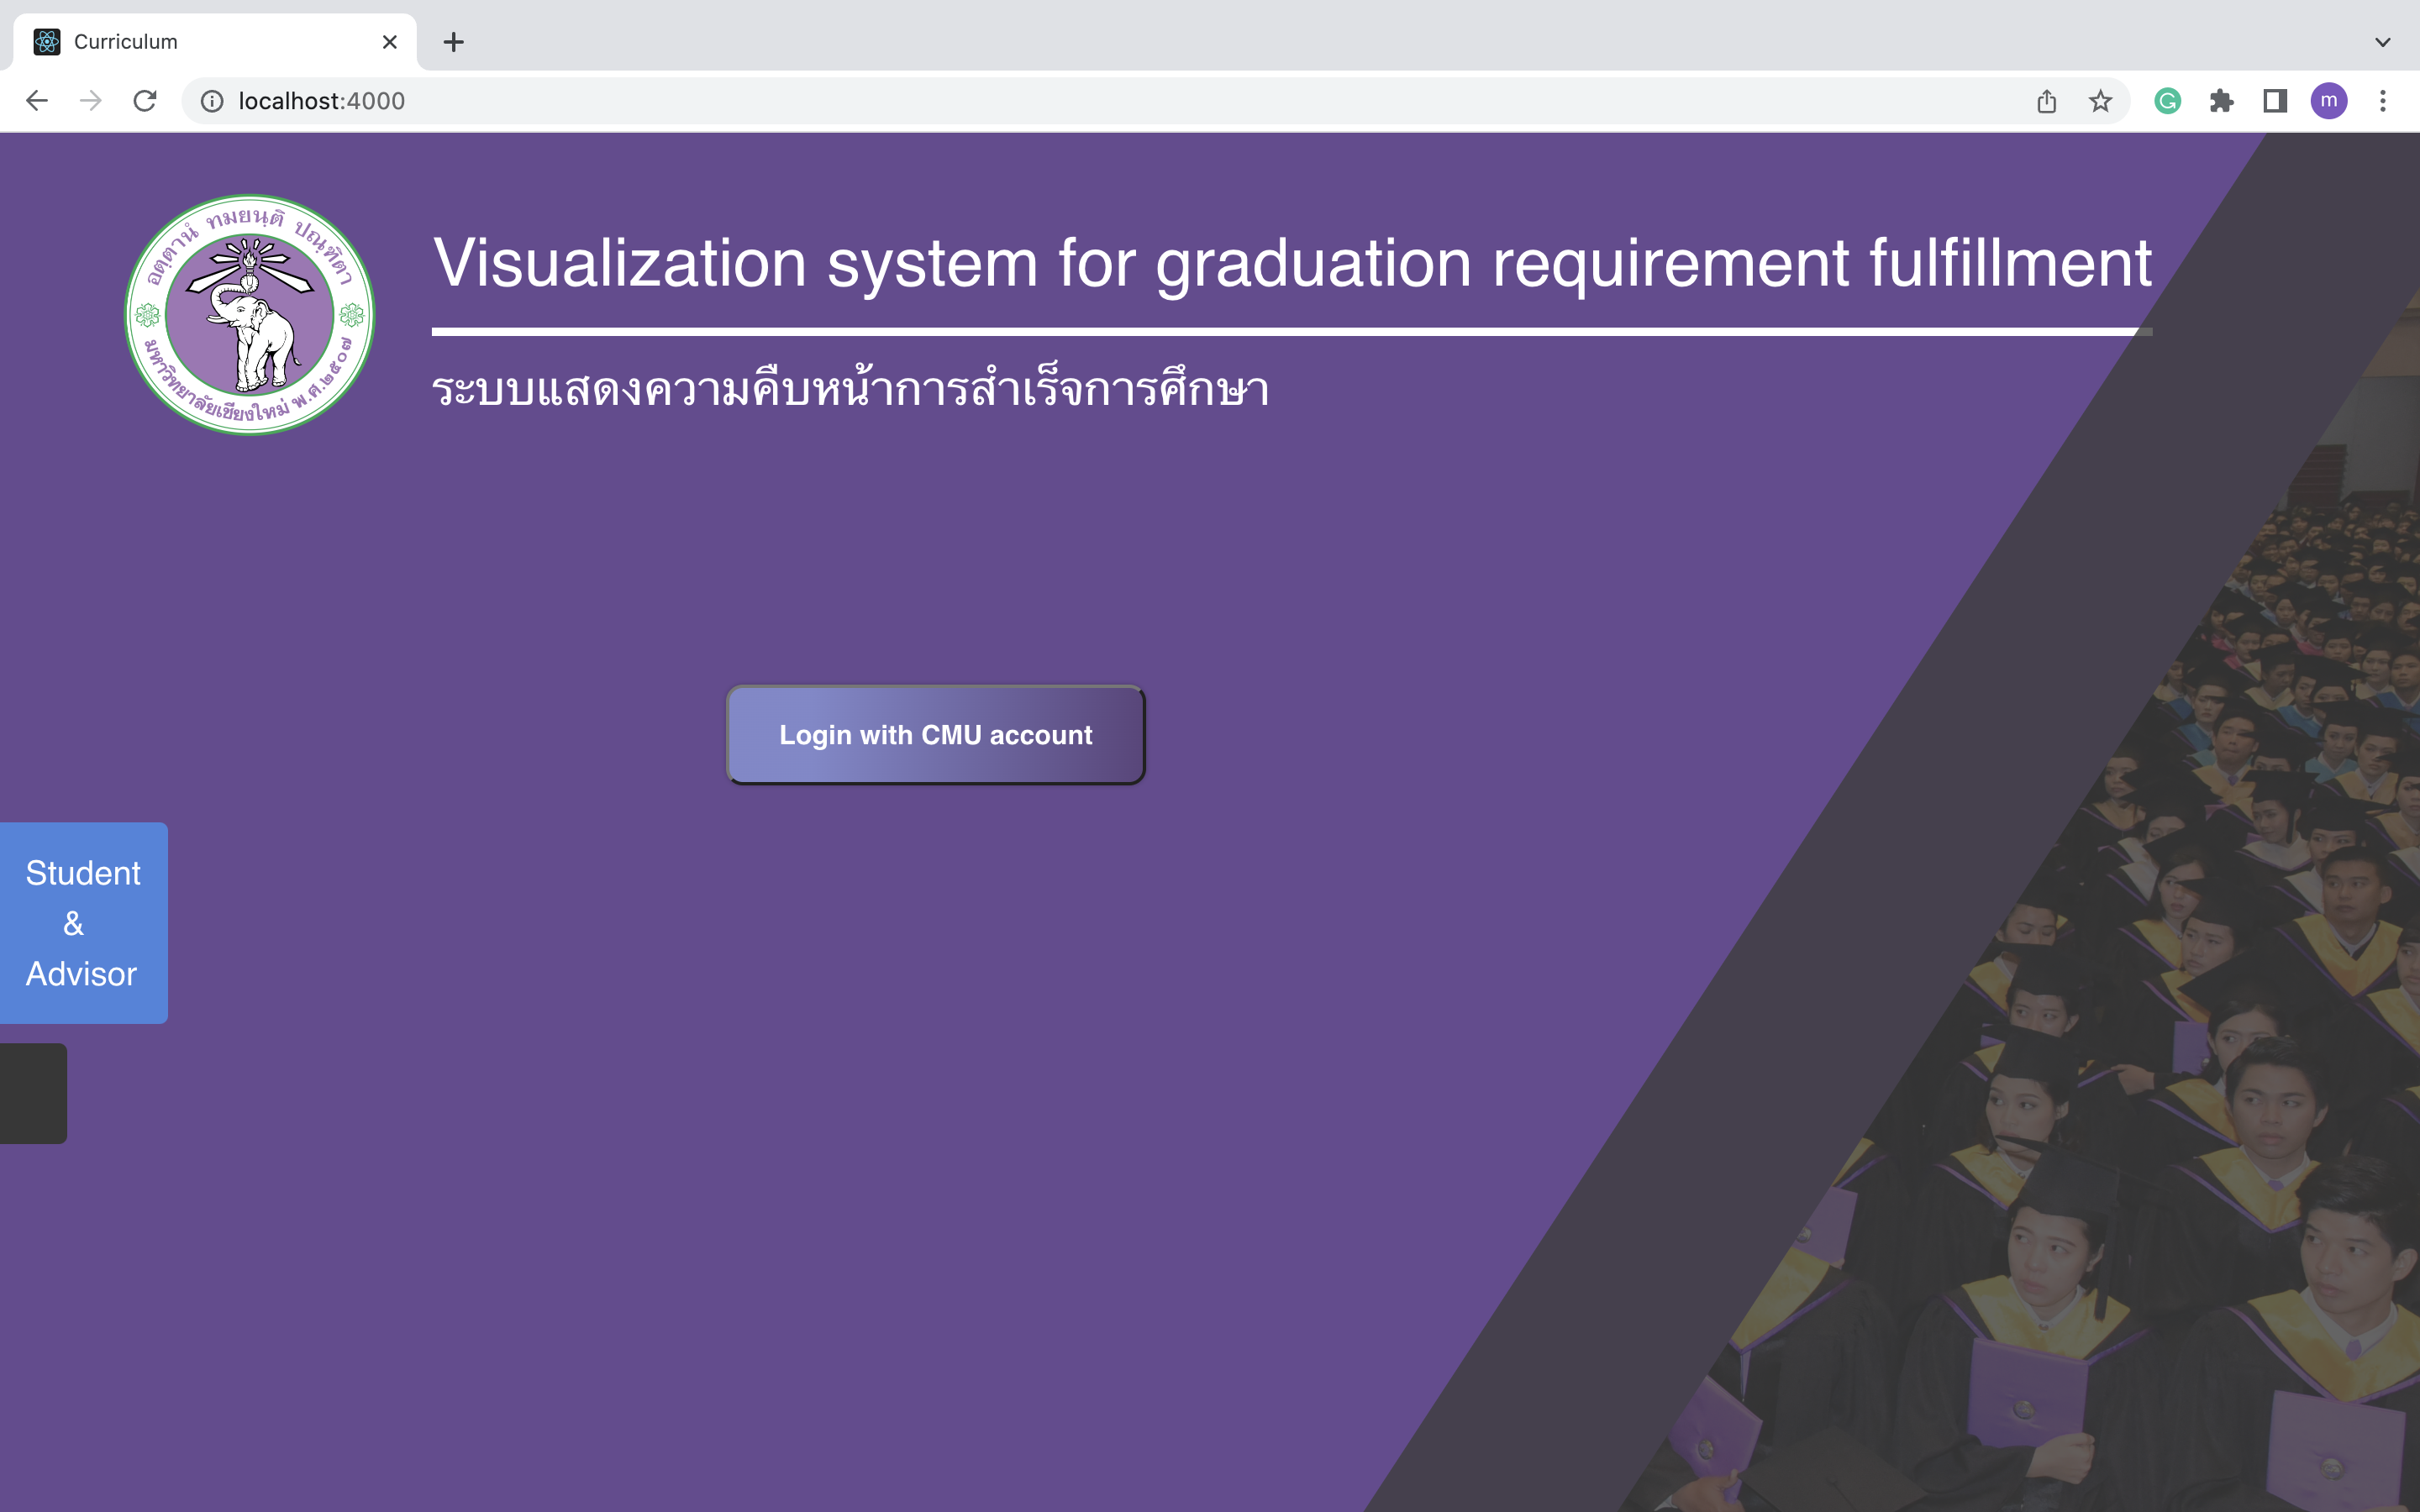 Curriculum
localhost:4000
m
อตฺตานํ ทมยนฺติ ปณฺฑิตา
มหาวิทยาลัยเชียงใหม่ พ.ศ.๒๕๐๗
Visualization system for graduation requirement fulfillment
ระบบแสดงความคืบหน้าการสำเร็จการศึกษา
Login with CMU account
Student
&
Advisor